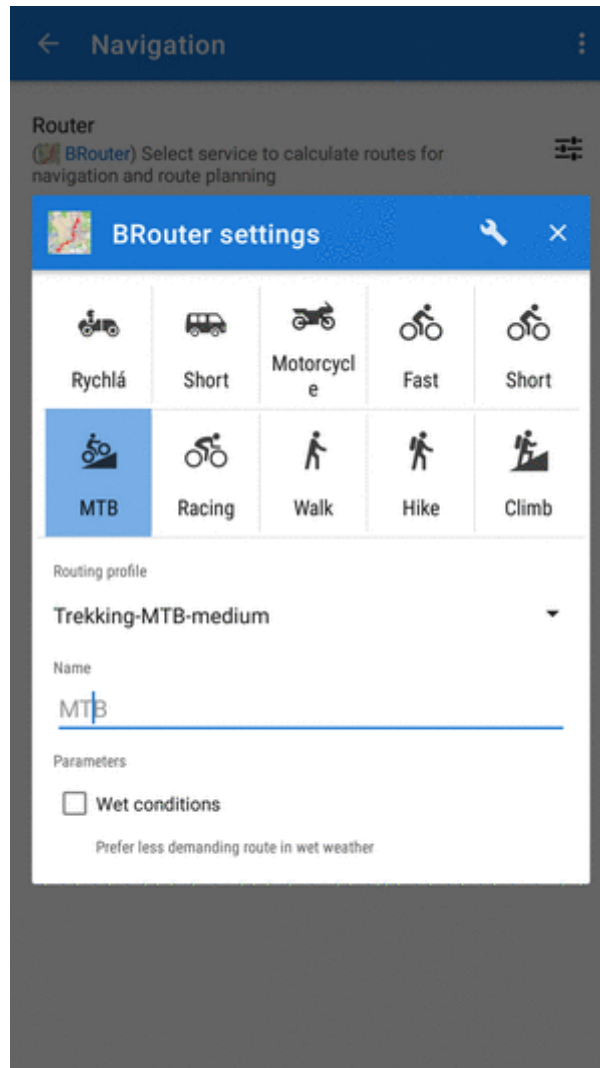 Navigation
Router
(BRouter) Select service to calculate routes for
navigation and route planning
BRouter settings
Rychlá
Short
Motorcycl
e
Fast
Short
MTB
Racing
Walk
Hike
Climb
Routing profile
Trekking-MTB-medium
Name
MTB
Parameters
Wet conditions
Prefer less demanding route in wet weather